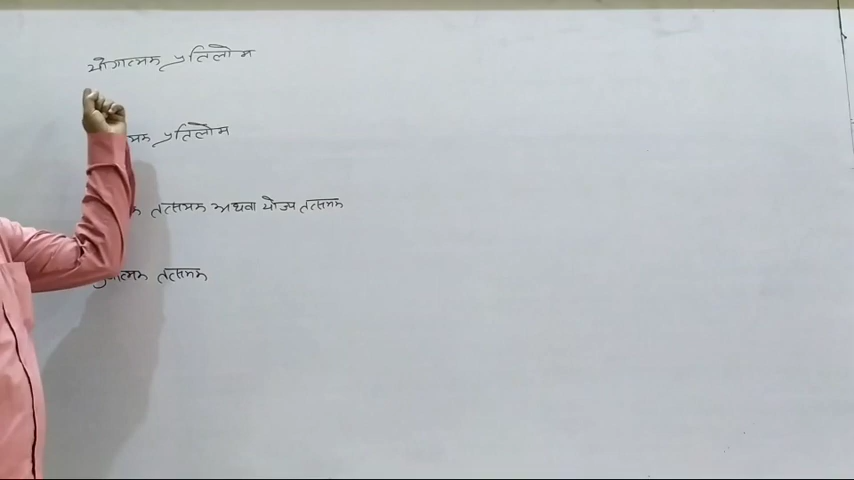 योगात्मक प्रतिलोम
प्रतिलोम
तत्समक अथवा योज्य तत्समक
तत्समक